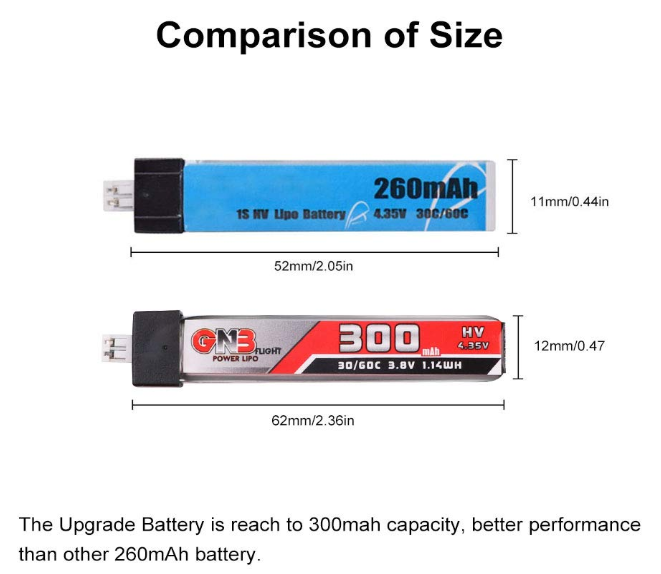 Comparison of Size
260mAh
1S HV Lipo Battery 4.35V 30C/60C
11mm/0.44in
52mm/2.05in
GNB FLIGHT
POWER LIPO
300 mAh
HV
4.35V
30/60C 3.8V 1.14WH
12mm/0.47
62mm/2.36in
The Upgrade Battery is reach to 300mah capacity, better performance
than other 260mAh battery.